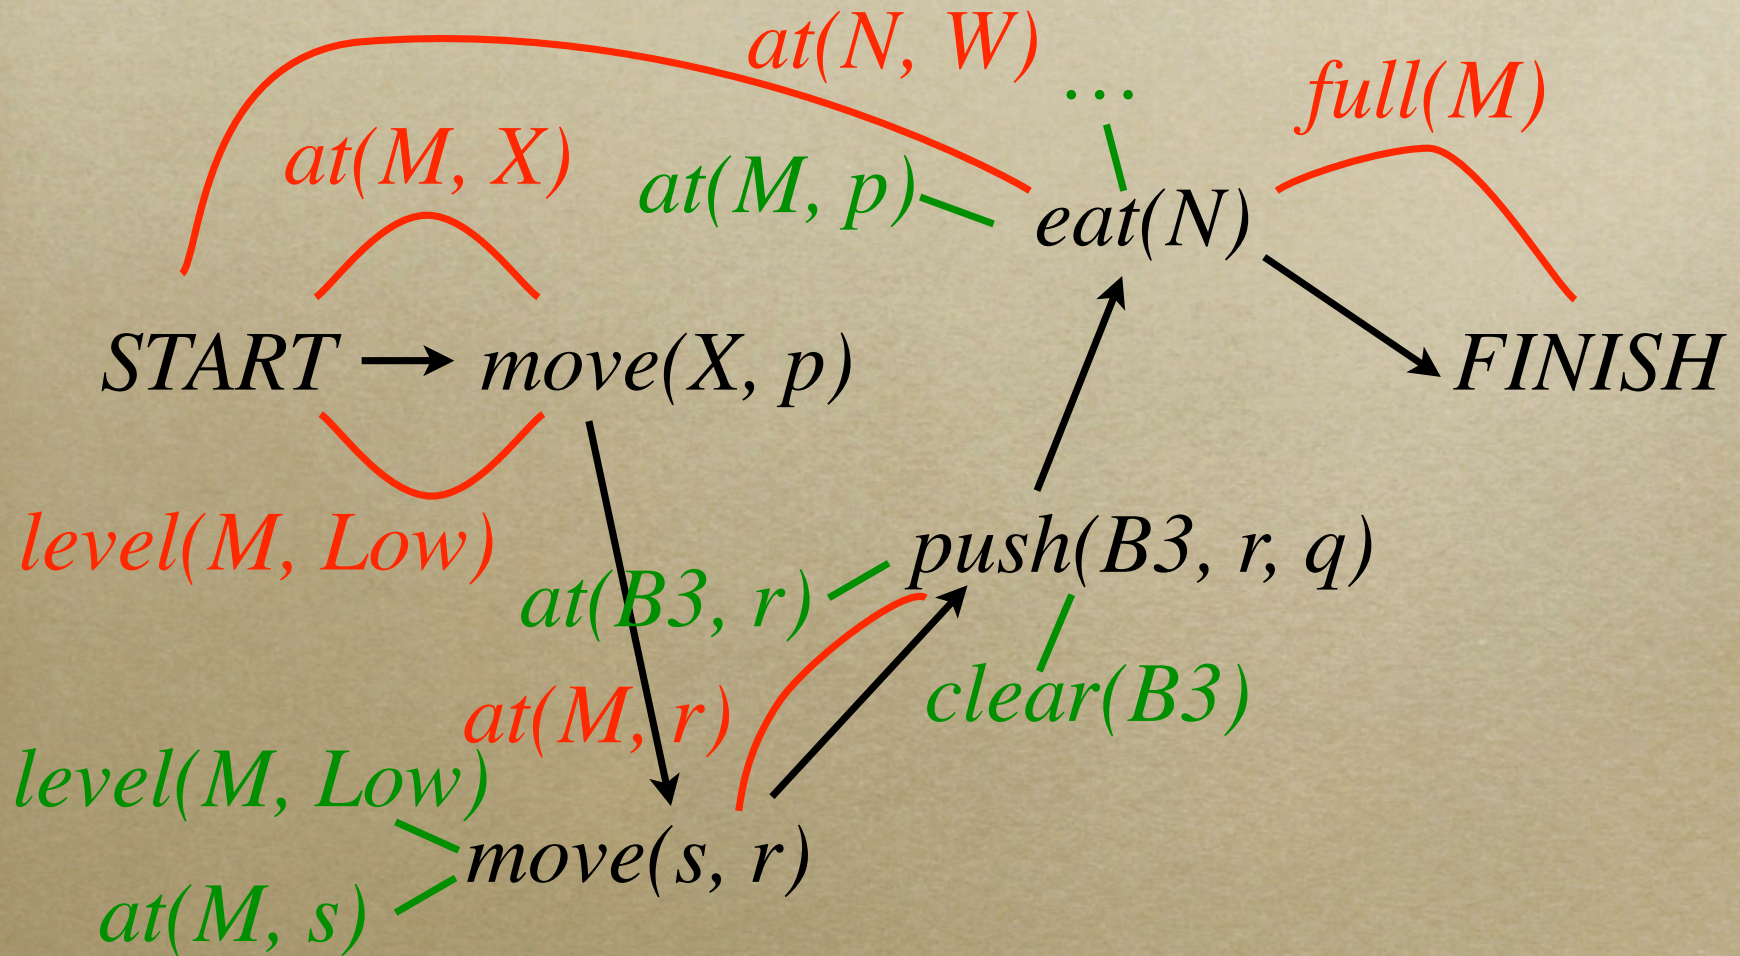 at(N, W)
...
full(M)
at(M, X)
at(M, p)
eat(N)
START
move(X, p)
FINISH
level(M, Low)
push(B3, r, q)
at(B3, r)
clear(B3)
at(M, r)
level(M, Low)
move(s, r)
at(M, s)